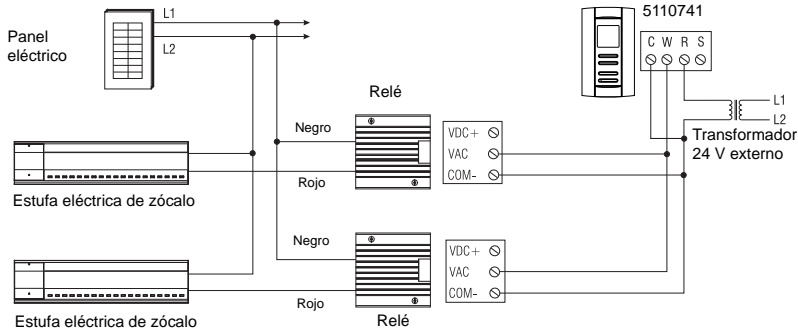 L1
L2
Panel
eléctrico
5110741
C W R S
L1
L2
Transformador
24 V externo
Relé
Negro
Rojo
VDC+
VAC
COM-
Estufa eléctrica de zócalo
Negro
Rojo
VDC+
VAC
COM-
Estufa eléctrica de zócalo
Relé